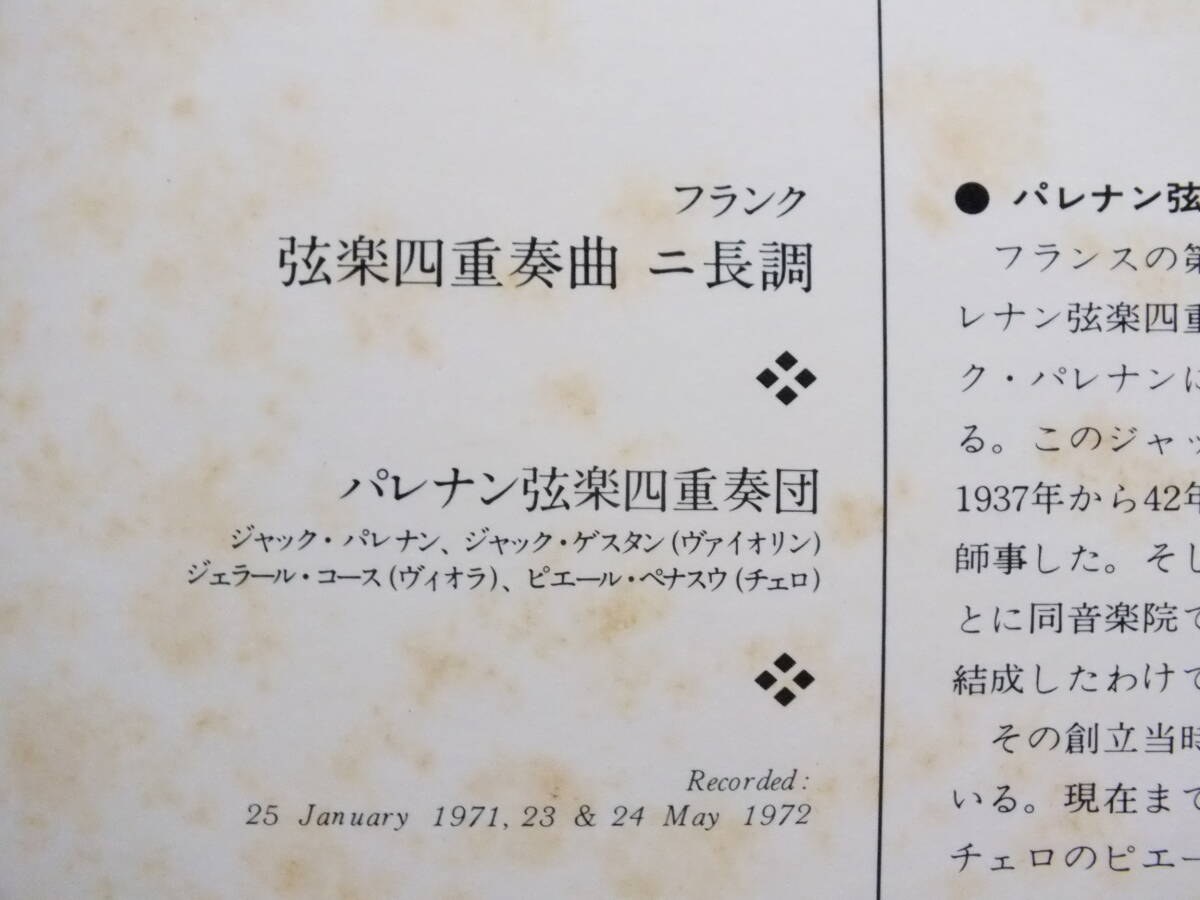 フランク
弦楽四重奏曲 ニ長調
パレナン弦楽四重奏団
ジャック・パレナン、ジャック・ゲスタン(ヴァイオリン)
ジェラール・コース(ヴィオラ)、ピエール・ペナスウ(チェロ)
Recorded:
25 January 1971, 23 & 24 May 1972
● パレナン弦
フランスの第
レナン弦楽四重
ク・パレナンに
る。このジャッ
1937年から42年
師事した。そし
とに同音楽院で
結成したわけで
その創立当時
いる。現在まで
チェロのピエー